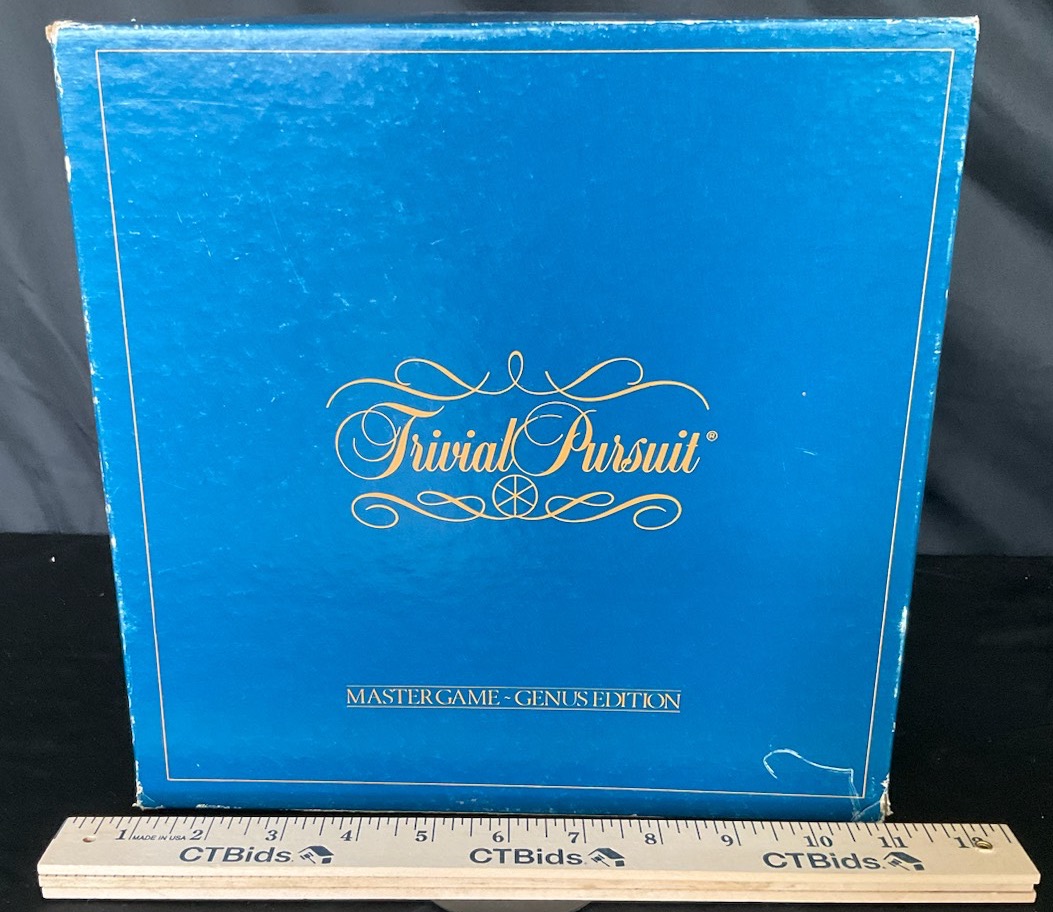 Trivial Pursuit®
MASTER GAME ~ GENUS EDITION
1 MADE IN USA 2 3 4 5 6 7 8 9 10 11 12
CTBids CTBids CTBids